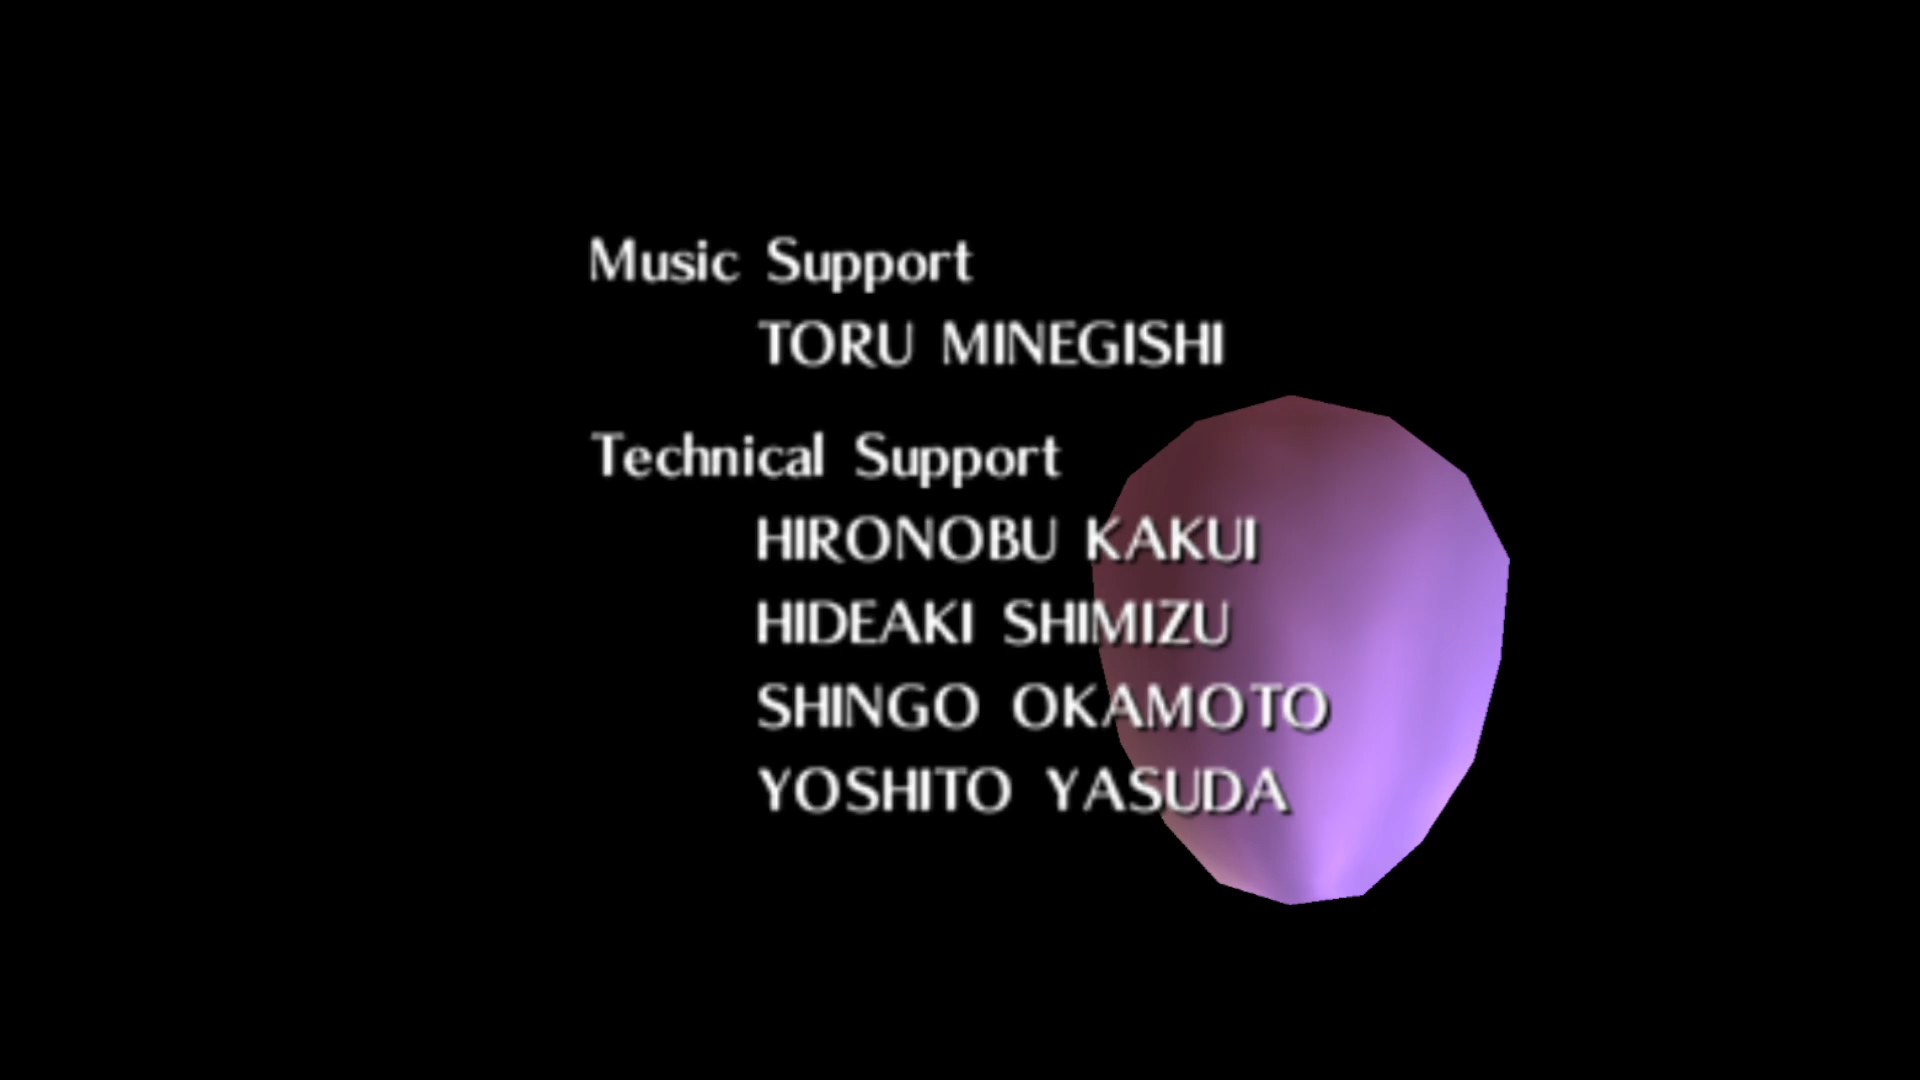 Music Support
TORU MINEGISHI
Technical Support
HIRONOBU KAKUI
HIDEAKI SHIMIZU
SHINGO OKAMOTO
YOSHITO YASUDA